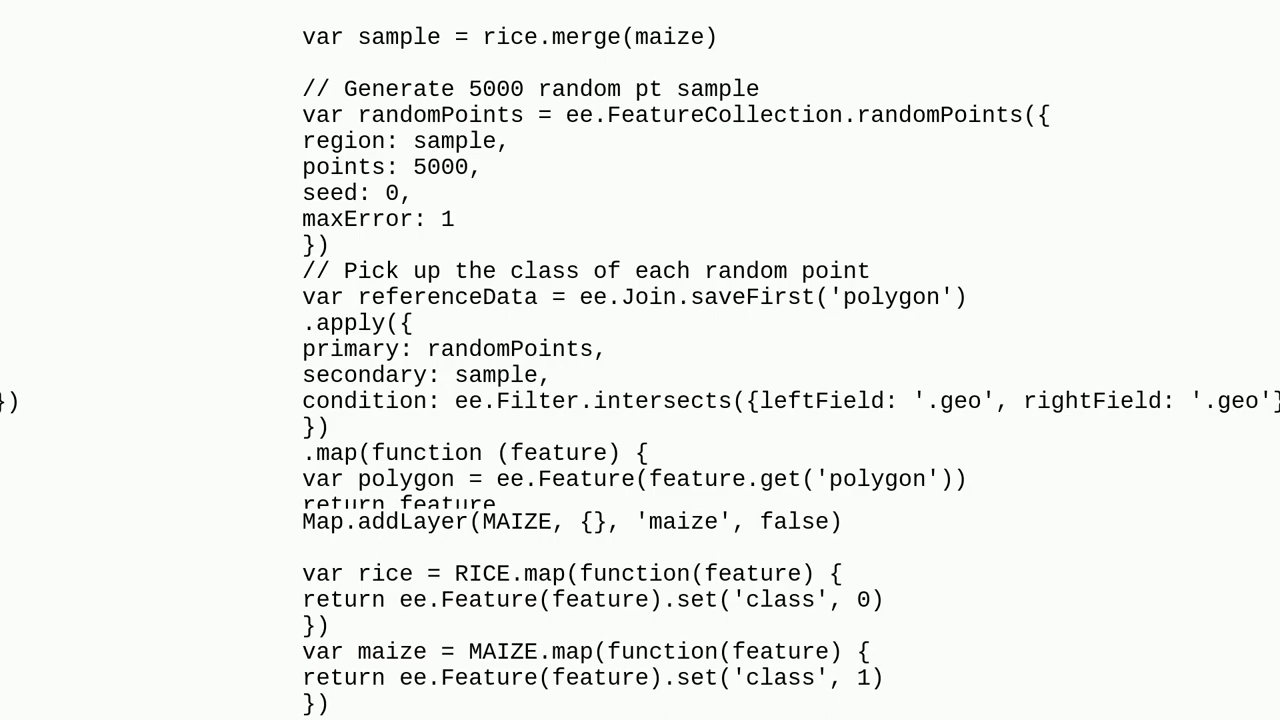 var sample = rice.merge(maize)
// Generate 5000 random pt sample
var randomPoints = ee.FeatureCollection.randomPoints({
region: sample,
points: 5000,
seed: 0,
maxError: 1
})
// Pick up the class of each random point
var referenceData = ee.Join.saveFirst('polygon')
.apply({
primary: randomPoints,
secondary: sample,
condition: ee.Filter.intersects({leftField: '.geo', rightField: '.geo'}
})
})
.map(function (feature) {
var polygon = ee.Feature(feature.get('polygon'))
return feature
Map.addLayer(MAIZE, {}, 'maize', false)
var rice = RICE.map(function(feature) {
return ee.Feature(feature).set('class', 0)
})
var maize = MAIZE.map(function(feature) {
return ee.Feature(feature).set('class', 1)
})